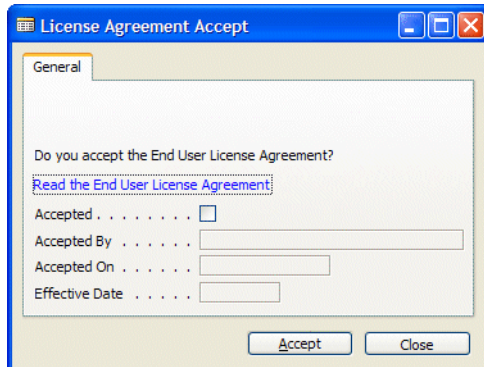 License Agreement Accept
General
Do you accept the End User License Agreement?
Read the End User License Agreement
Accepted . . . . . . . .
Accepted By . . . . . .
Accepted On . . . . . .
Effective Date . . . . .
Accept Close